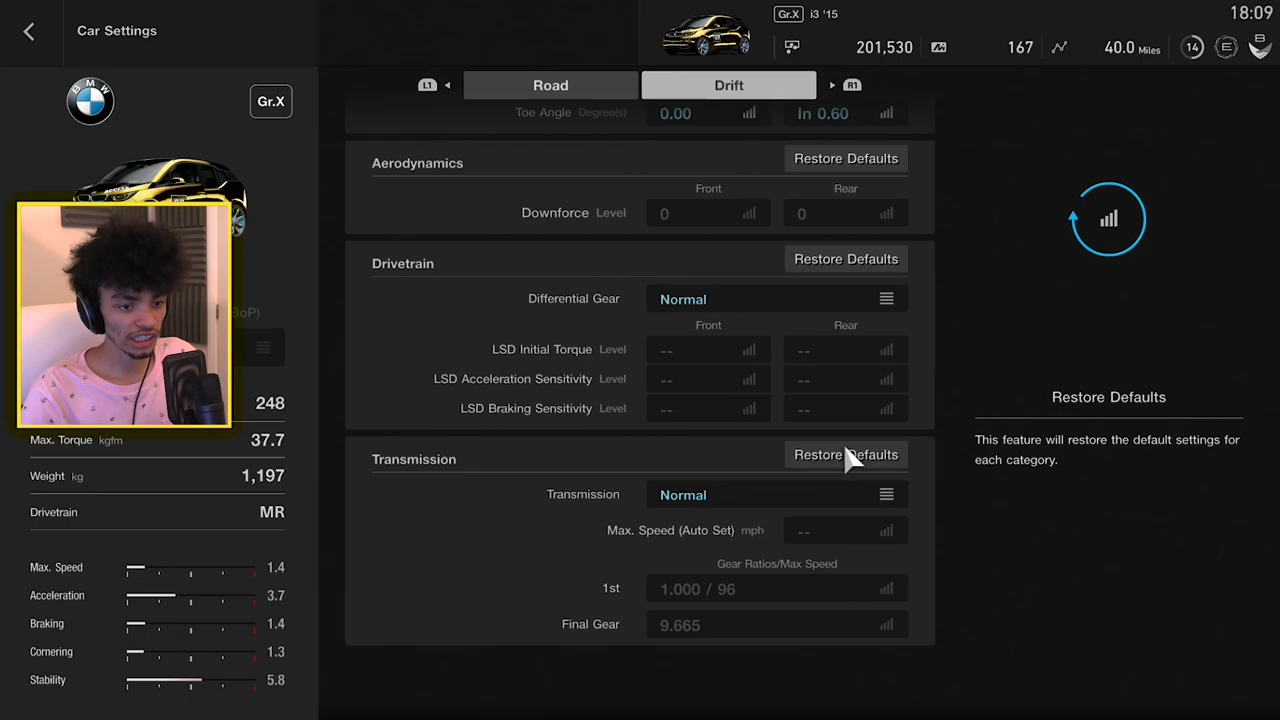 Car Settings
Gr.X i3 '15
18:09
201,530
167
40.0 Miles
14
E
B
BMW
Gr.X
L1
Road
Drift
R1
Toe Angle Degree(s) 0.00 In 0.60
Aerodynamics Restore Defaults
Front Rear
Downforce Level 0 0
Drivetrain Restore Defaults
Differential Gear Normal
Front Rear
LSD Initial Torque Level -- --
LSD Acceleration Sensitivity Level -- --
LSD Braking Sensitivity Level -- --
Transmission Restore Defaults
Transmission Normal
Max. Speed (Auto Set) mph --
Gear Ratios/Max Speed
1st 1.000 / 96
Final Gear 9.665
BoP)
248
Max. Torque kgfm 37.7
Weight kg 1,197
Drivetrain MR
Max. Speed 1.4
Acceleration 3.7
Braking 1.4
Cornering 1.3
Stability 5.8
Restore Defaults
This feature will restore the default settings for
each category.